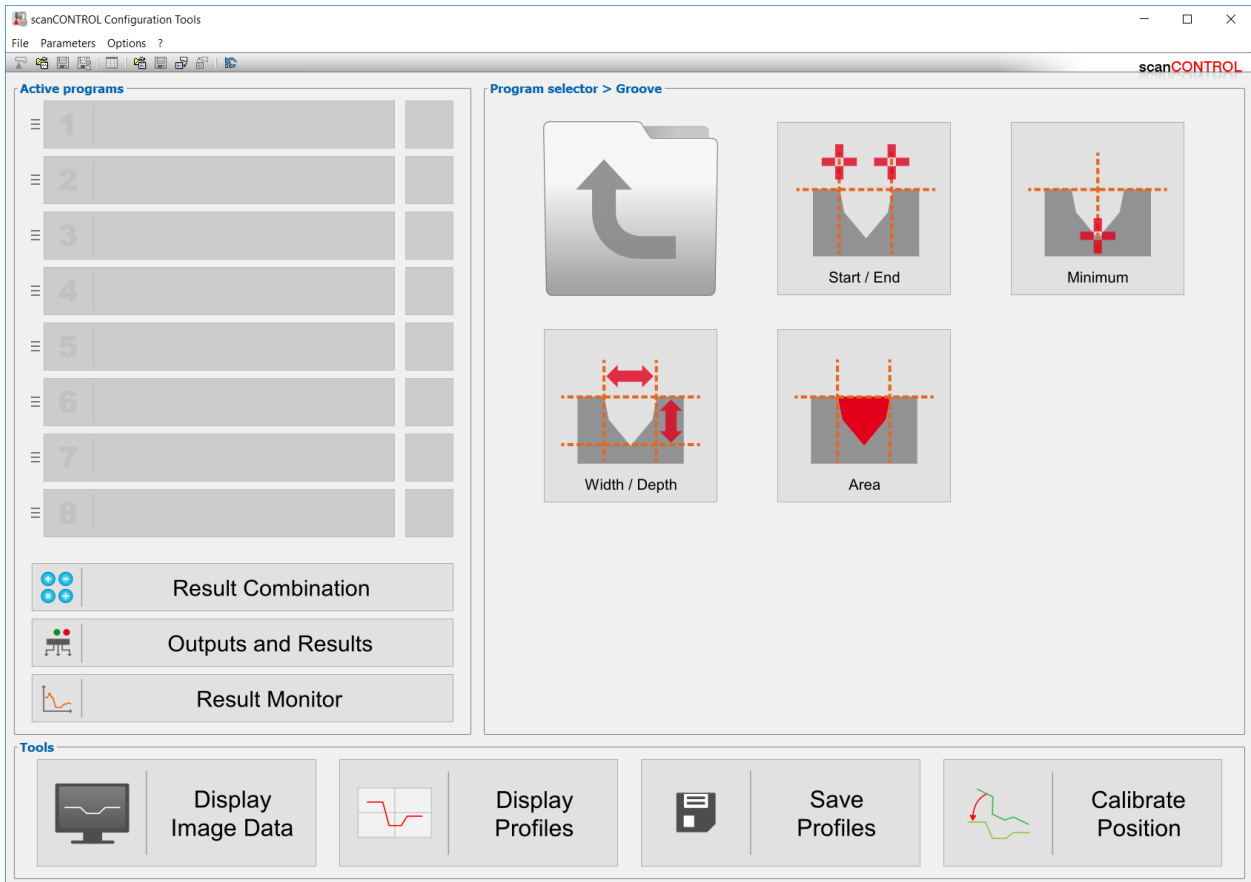 scanCONTROL Configuration Tools
File Parameters Options ?
scanCONTROL
Active programs
1
2
3
4
5
6
7
8
Result Combination
Outputs and Results
Result Monitor
Program selector > Groove
Start / End
Minimum
Width / Depth
Area
Tools
Display
Image Data
Display
Profiles
Save
Profiles
Calibrate
Position